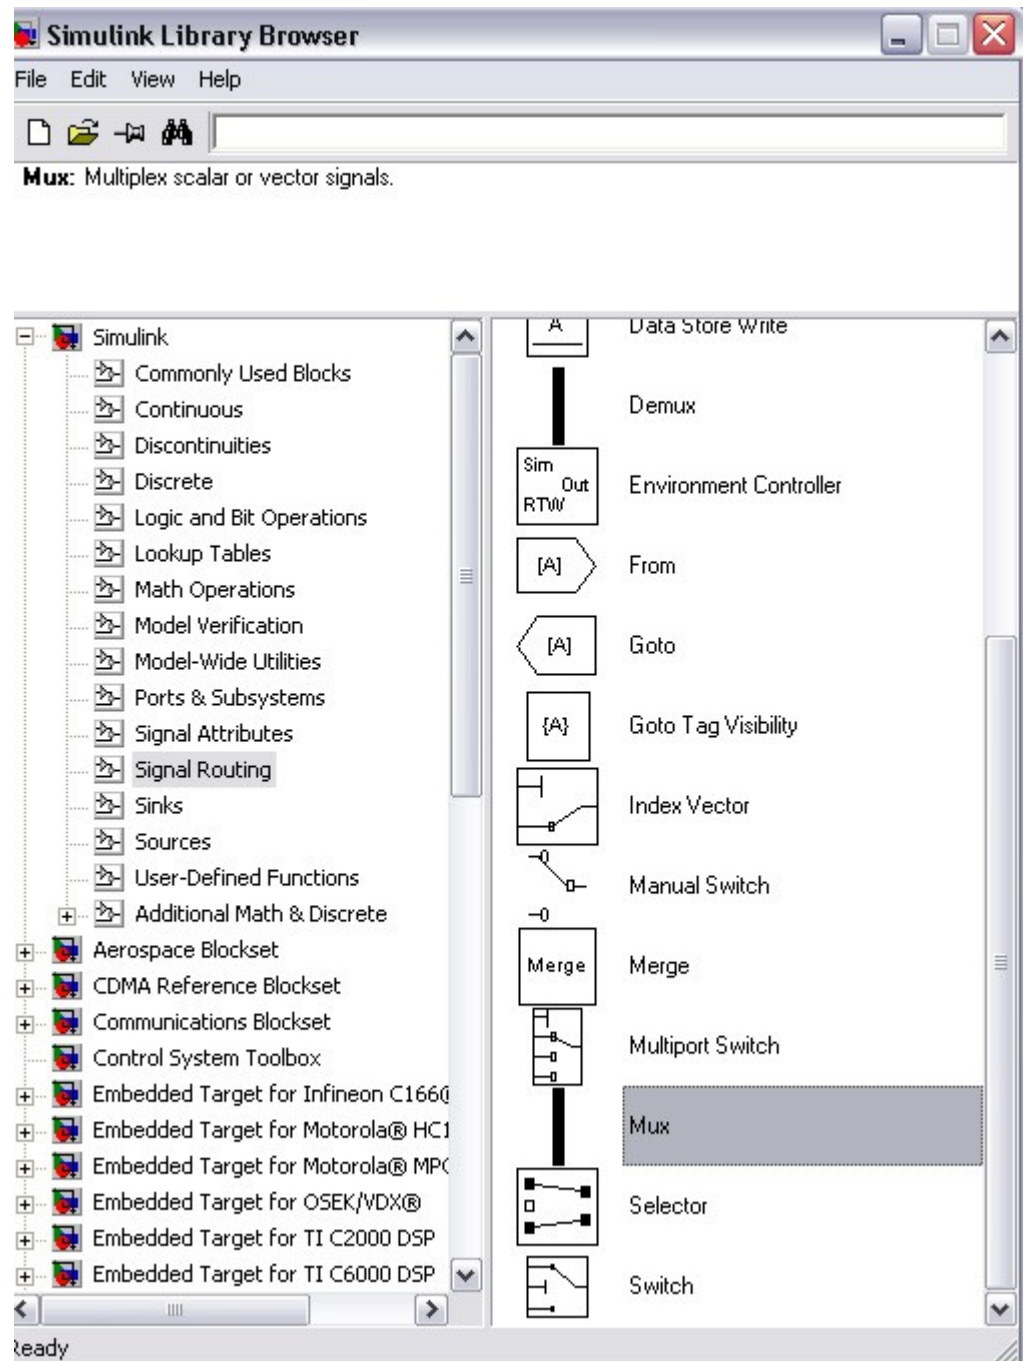 Simulink Library Browser
File Edit View Help
Mux: Multiplex scalar or vector signals.
Simulink
Commonly Used Blocks
Continuous
Discontinuities
Discrete
Logic and Bit Operations
Lookup Tables
Math Operations
Model Verification
Model-Wide Utilities
Ports & Subsystems
Signal Attributes
Signal Routing
Sinks
Sources
User-Defined Functions
Additional Math & Discrete
Aerospace Blockset
CDMA Reference Blockset
Communications Blockset
Control System Toolbox
Embedded Target for Infineon C166®
Embedded Target for Motorola® HC1
Embedded Target for Motorola® MPC
Embedded Target for OSEK/VDX®
Embedded Target for TI C2000 DSP
Embedded Target for TI C6000 DSP
A Data Store Write
Demux
Sim
Out
RTW
Environment Controller
[A] From
[A] Goto
{A} Goto Tag Visibility
Index Vector
Manual Switch
Merge Merge
Multiport Switch
Mux
Selector
Switch
Ready